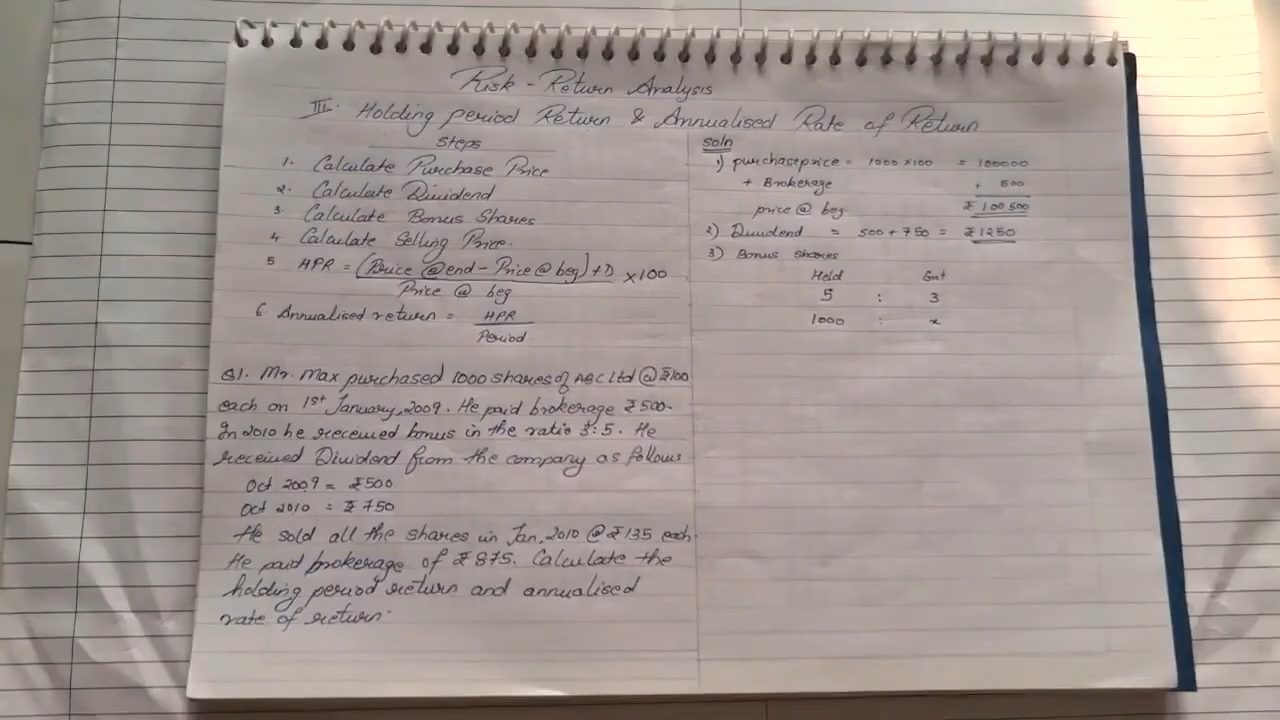 Risk - Return Analysis
III. Holding period Return & Annualised Rate of Return
Steps
1. Calculate Purchase Price
2. Calculate Dividend
3. Calculate Bonus Shares
4 Calculate Selling Price.
5 HPR = (Price @ end - Price @ beg) + D × 100
Price @ beg
6 Annualised return = HPR
Period
Q1. Mr. Max purchased 1000 shares of ABC Ltd @ ₹100
each on 1st January, 2009. He paid brokerage ₹500.
In 2010 he received bonus in the ratio 3:5. He
received Dividend from the company as follows
Oct 2009 = ₹500
Oct 2010 = ₹750
He sold all the shares in Jan, 2010 @ ₹135 each.
He paid brokerage of ₹875. Calculate the
holding period return and annualised
rate of return.
soln
1) purchase price = 1000 × 100 = 100000
+ Brokerage + 500
price @ beg. ₹ 100 500
2) Dividend = 500 + 750 = ₹1250
3) Bonus shares
Held Gnt
5 : 3
1000 : x